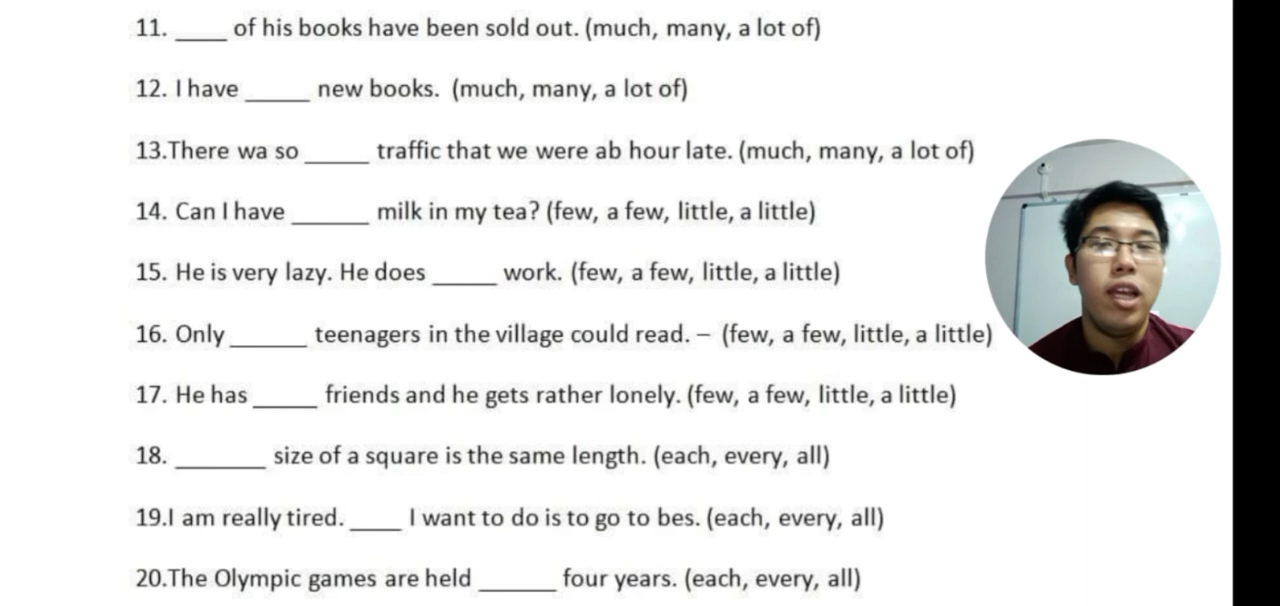 11. ____ of his books have been sold out. (much, many, a lot of)
12. I have _____ new books. (much, many, a lot of)
13.There wa so _____ traffic that we were ab hour late. (much, many, a lot of)
14. Can I have ______ milk in my tea? (few, a few, little, a little)
15. He is very lazy. He does _____ work. (few, a few, little, a little)
16. Only ______ teenagers in the village could read. – (few, a few, little, a little)
17. He has _____ friends and he gets rather lonely. (few, a few, little, a little)
18. _______ size of a square is the same length. (each, every, all)
19.I am really tired. ____ I want to do is to go to bes. (each, every, all)
20.The Olympic games are held ______ four years. (each, every, all)